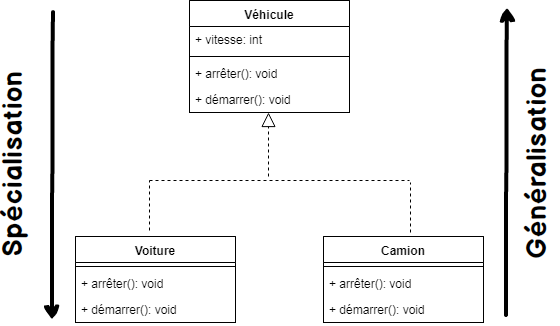 Véhicule
+ vitesse: int
+ arrêter(): void
+ démarrer(): void
Spécialisation
Généralisation
Voiture
+ arrêter(): void
+ démarrer(): void
Camion
+ arrêter(): void
+ démarrer(): void